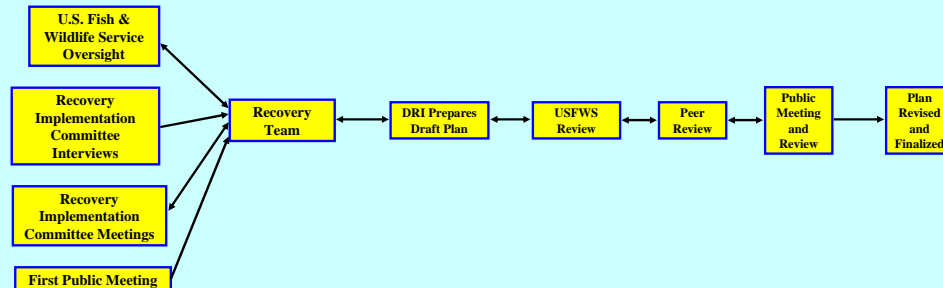 U.S. Fish &
Wildlife Service
Oversight
Recovery
Implementation
Committee
Interviews
Recovery
Implementation
Committee Meetings
First Public Meeting
Recovery
Team
DRI Prepares
Draft Plan
USFWS
Review
Peer
Review
Public
Meeting
and
Review
Plan
Revised
and
Finalized